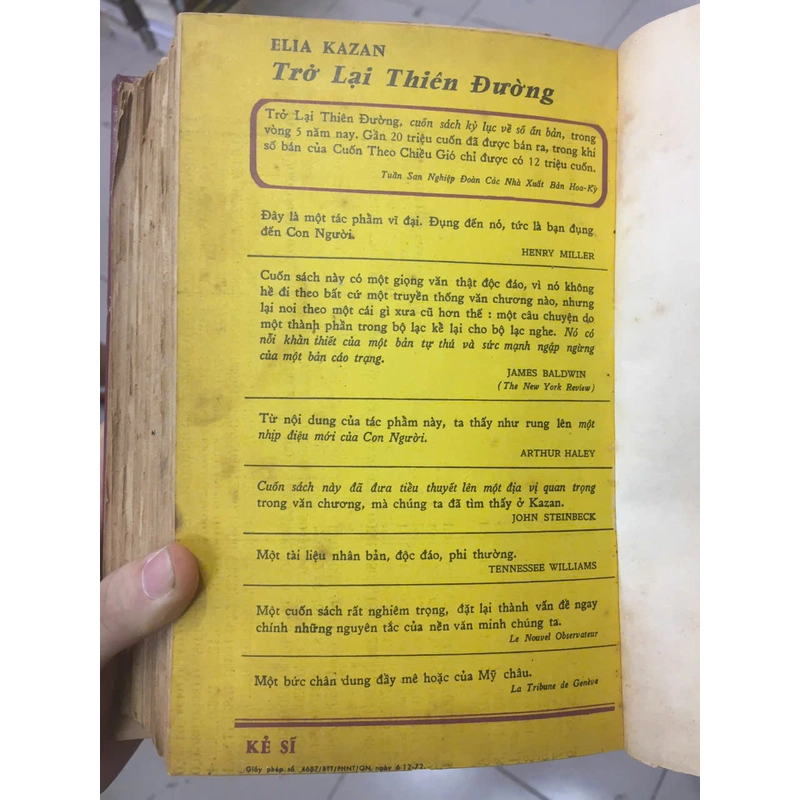 ELIA KAZAN
Trở Lại Thiên Đường
Trở Lại Thiên Đường, cuốn sách kỷ lục về số ấn bản, trong
vòng 5 năm nay. Gần 20 triệu cuốn đã được bán ra, trong khi
số bán của Cuốn Theo Chiều Gió chỉ được có 12 triệu cuốn.
Tuần San Nghiệp Đoàn Các Nhà Xuất Bản Hoa-Kỳ
Đây là một tác phẩm vĩ đại. Đụng đến nó, tức là bạn đụng
đến Con Người.
HENRY MILLER
Cuốn sách này có một giọng văn thật độc đáo, vì nó không
hề đi theo bất cứ một truyền thống văn chương nào, nhưng
lại noi theo một cái gì xưa cũ hơn thế : một câu chuyện do
một thành phần trong bộ lạc kể lại cho bộ lạc nghe. Nó có
nỗi khẩn thiết của một bản tự thú và sức mạnh ngập ngừng
của một bản cáo trạng.
JAMES BALDWIN
(The New York Review)
Từ nội dung của tác phẩm này, ta thấy như rung lên một
nhịp điệu mới của Con Người.
ARTHUR HALEY
Cuốn sách này đã đưa tiểu thuyết lên một địa vị quan trọng
trong văn chương, mà chúng ta đã tìm thấy ở Kazan.
JOHN STEINBECK
Một tài liệu nhân bản, độc đáo, phi thường.
TENNESSEE WILLIAMS
Một cuốn sách rất nghiêm trọng, đặt lại thành vấn đề ngay
chính những nguyên tắc của nền văn minh chúng ta.
Le Nouvel Observateur
Một bức chân dung đầy mê hoặc của Mỹ châu.
La Tribune de Genève
KẺ SĨ
Giấy phép số 4687/BTT/PHNT/QN. ngày 6-12-72.